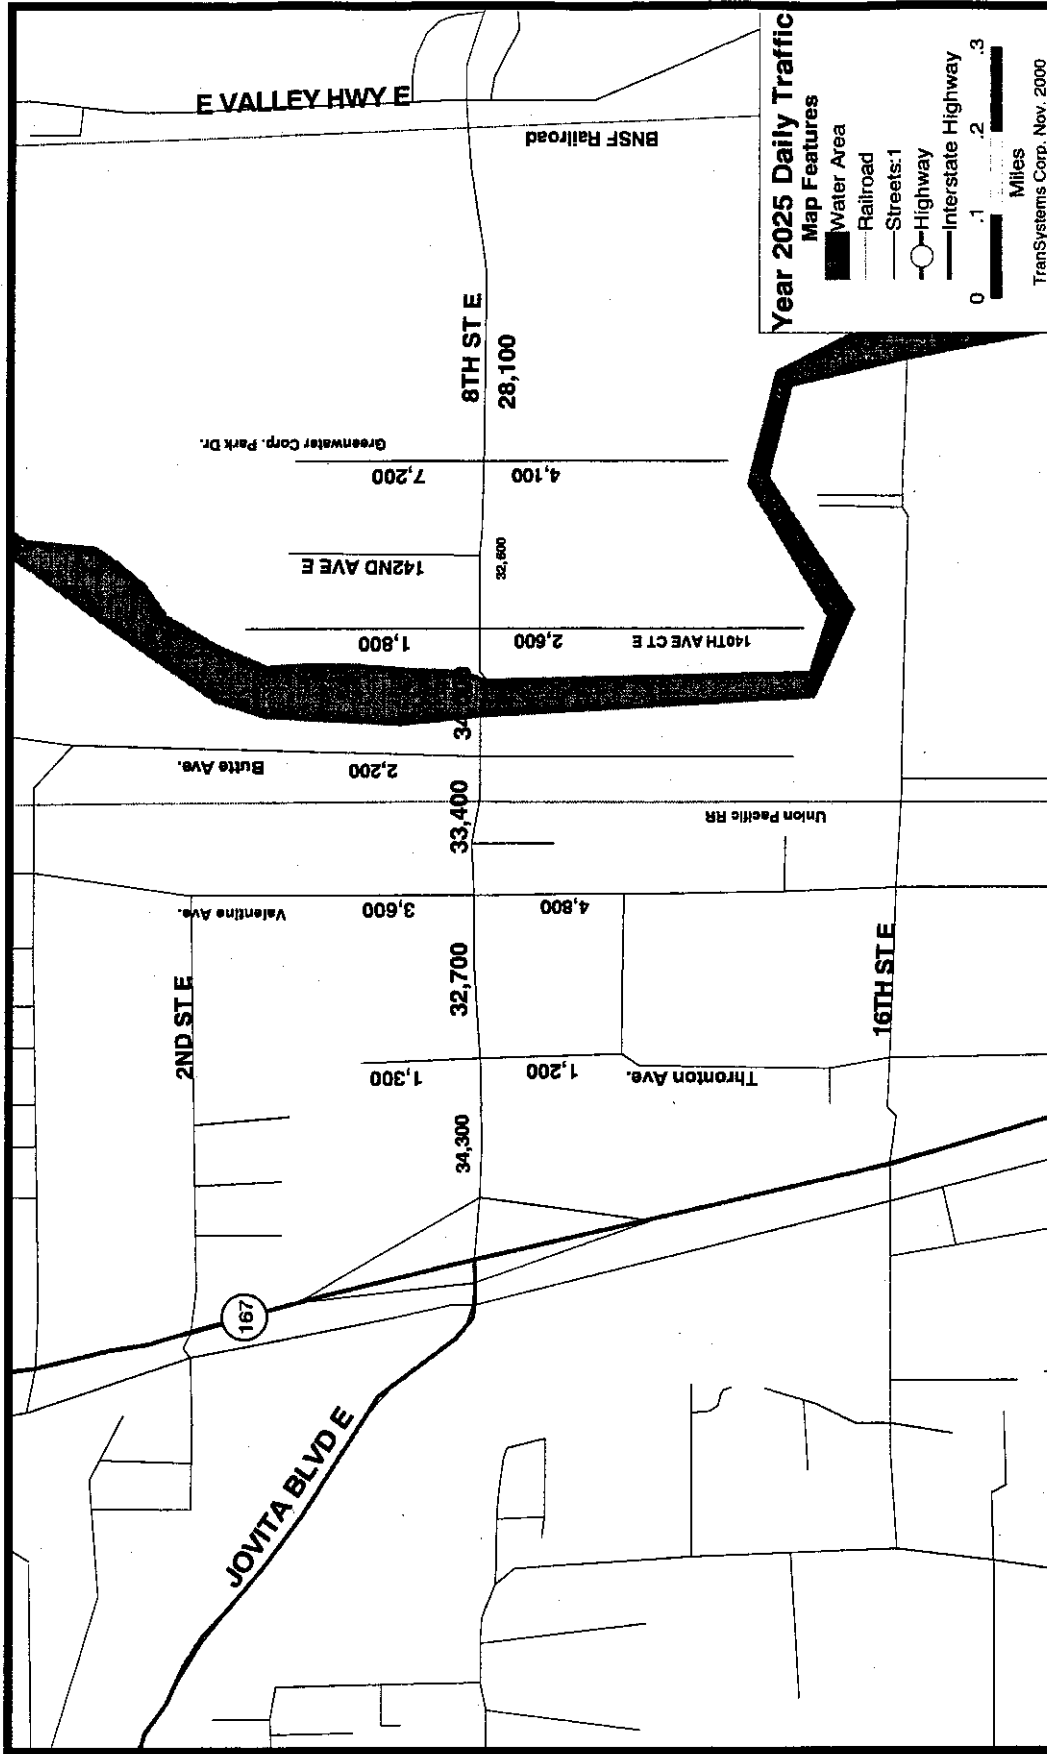 E VALLEY HWY E
BNSF Railroad
8TH ST E
28,100
Greenwater Corp. Park Dr.
7,200
4,100
142ND AVE E
32,600
1,800
2,600
140TH AVE CT E
34
Butte Ave.
2,200
33,400
Union Pacific RR
Valentine Ave.
3,600
4,800
2ND ST E
32,700
16TH ST E
1,300
1,200
Thronton Ave.
34,300
167
JOVITA BLVD E
Year 2025 Daily Traffic
Map Features
Water Area
Railroad
Streets:1
Highway
Interstate Highway
0 .1 .2 .3
Miles
TranSystems Corp. Nov. 2000